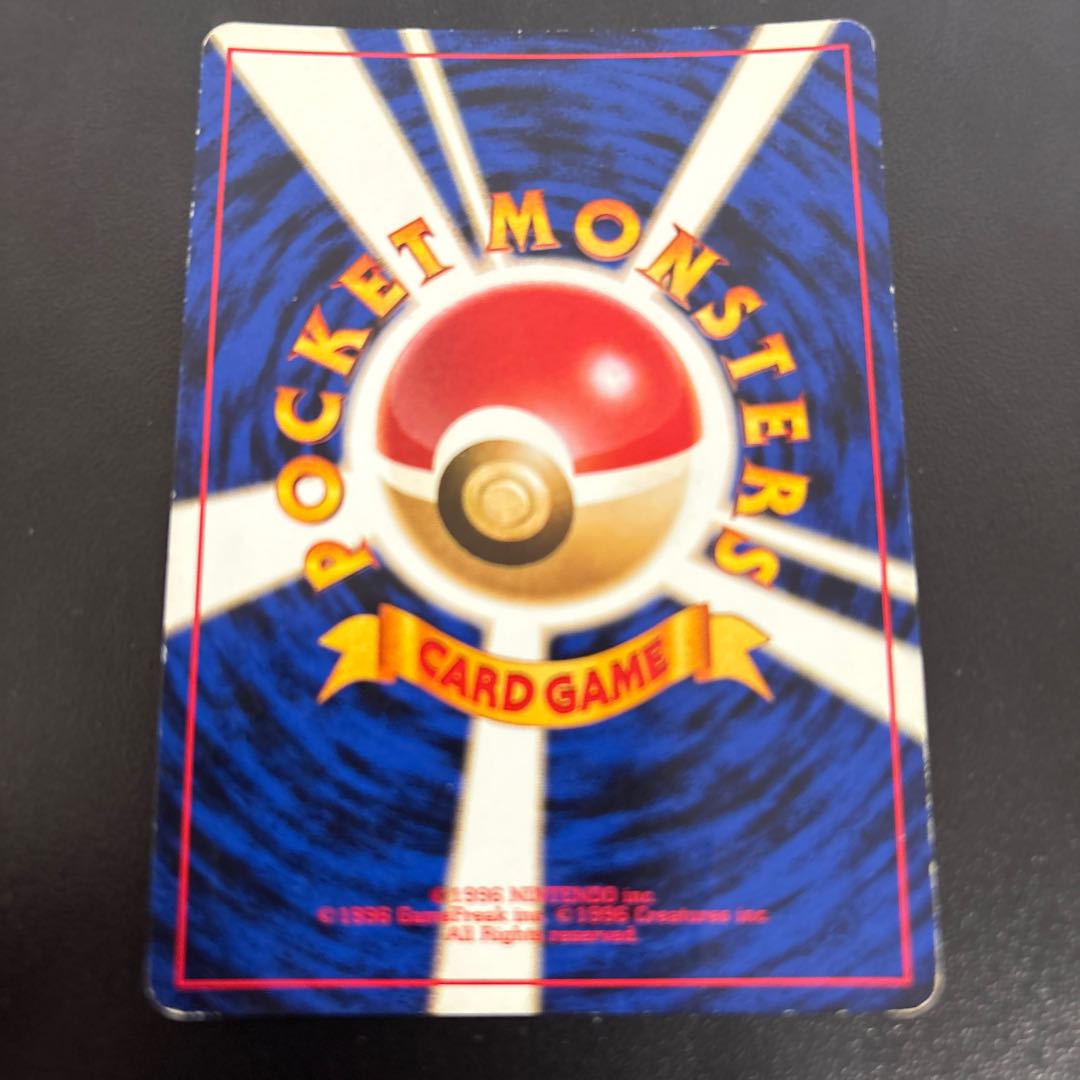 POCKET MONSTERS
CARD GAME
©1996 NINTENDO inc.
©1996 GameFreak inc. ©1996 Creatures inc.
All Rights reserved.